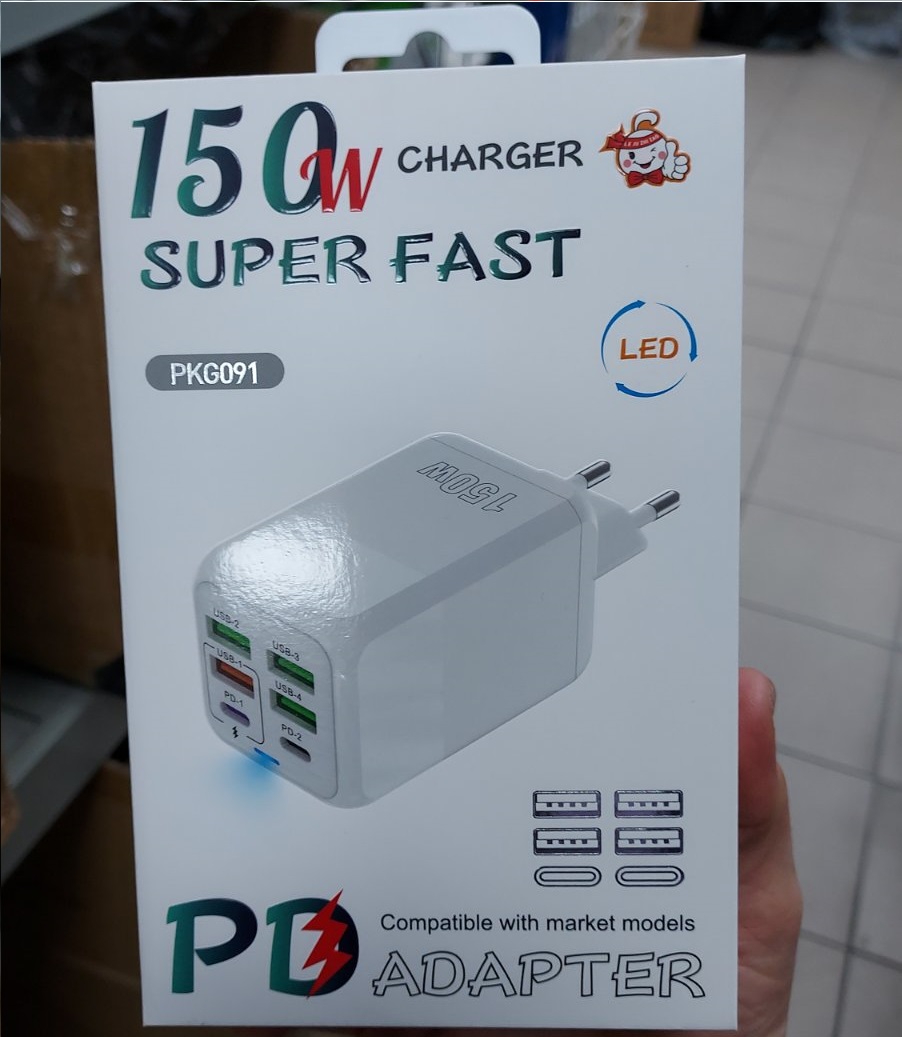 150W CHARGER
SUPER FAST
LED
PKG091
150W
USB-2
USB-3
USB-1
USB-4
PD-1
PD-2
PD
Compatible with market models
ADAPTER